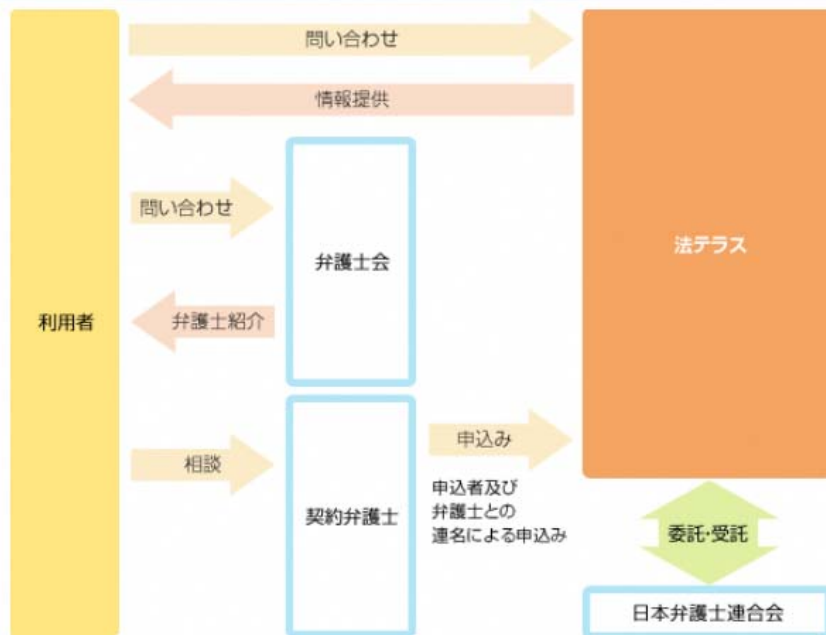 問い合わせ
情報提供
問い合わせ
弁護士会
法テラス
利用者
弁護士紹介
相談
契約弁護士
申込み
申込者及び
弁護士との
連名による申込み
委託・受託
日本弁護士連合会